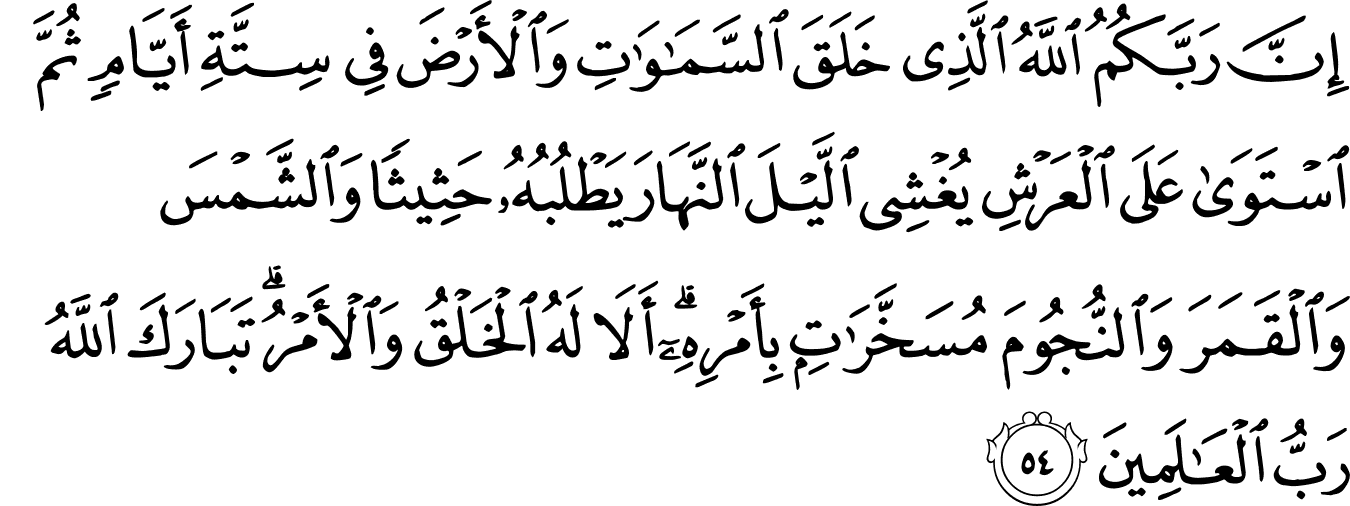 إِنَّ رَبَّكُمُ ٱللَّهُ ٱلَّذِى خَلَقَ ٱلسَّمَـٰوَٰتِ وَٱلْأَرْضَ فِى سِتَّةِ أَيَّامٍ ثُمَّ
ٱسْتَوَىٰ عَلَى ٱلْعَرْشِ يُغْشِى ٱلَّيْلَ ٱلنَّهَارَ يَطْلُبُهُۥ حَثِيثًا وَٱلشَّمْسَ
وَٱلْقَمَرَ وَٱلنُّجُومَ مُسَخَّرَٰتٍۭ بِأَمْرِهِۦٓ ۗ أَلَا لَهُ ٱلْخَلْقُ وَٱلْأَمْرُ ۗ تَبَارَكَ ٱللَّهُ
رَبُّ ٱلْعَـٰلَمِينَ ٥٤